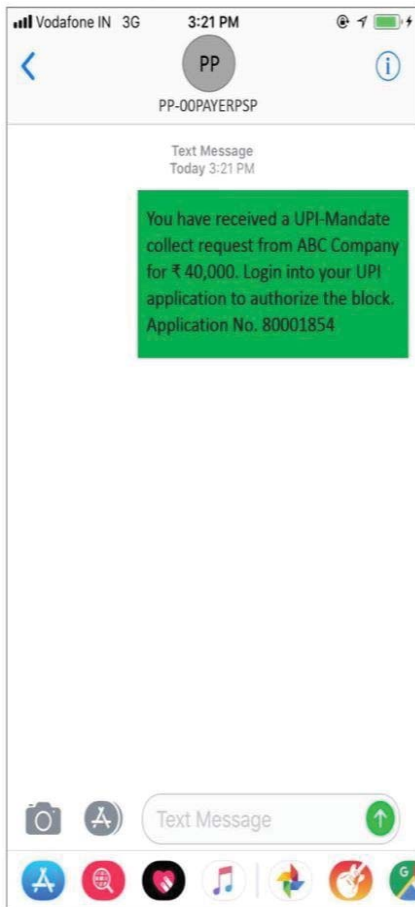 Vodafone IN 3G 3:21 PM
PP
PP-OOPAYERPSP
Text Message
Today 3:21 PM
You have received a UPI-Mandate
collect request from ABC Company
for ₹ 40,000. Login into your UPI
application to authorize the block.
Application No. 80001854
Text Message
G